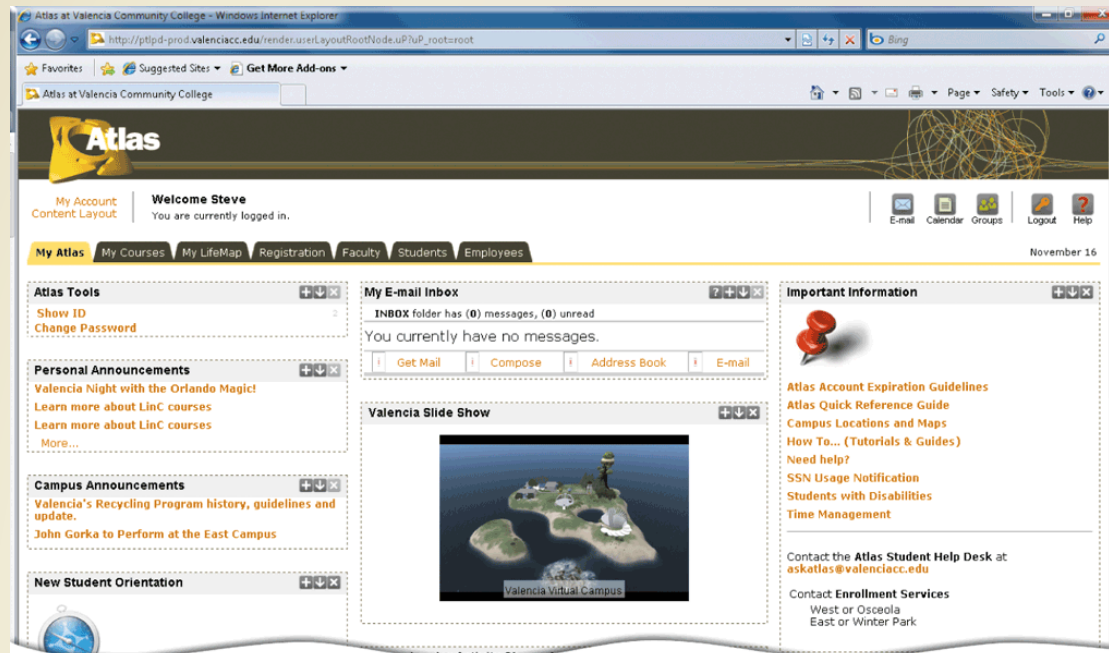 Atlas at Valencia Community College - Windows Internet Explorer
http://ptlpd-prod.valenciacc.edu/render.userLayoutRootNode.uP?uP_root=root
Bing
Favorites
Suggested Sites
Get More Add-ons
Atlas at Valencia Community College
Page
Safety
Tools
Atlas
My Account
Content Layout
Welcome Steve
You are currently logged in.
E-mail
Calendar
Groups
Logout
Help
My Atlas
My Courses
My LifeMap
Registration
Faculty
Students
Employees
November 16
Atlas Tools
Show ID
2
Change Password
Personal Announcements
Valencia Night with the Orlando Magic!
Learn more about LinC courses
Learn more about LinC courses
More...
Campus Announcements
Valencia's Recycling Program history, guidelines and
update.
John Gorka to Perform at the East Campus
New Student Orientation
My E-mail Inbox
INBOX folder has (0) messages, (0) unread
You currently have no messages.
Get Mail
Compose
Address Book
E-mail
Valencia Slide Show
Valencia Virtual Campus
Important Information
Atlas Account Expiration Guidelines
Atlas Quick Reference Guide
Campus Locations and Maps
How To... (Tutorials & Guides)
Need help?
SSN Usage Notification
Students with Disabilities
Time Management
Contact the Atlas Student Help Desk at
askatlas@valenciacc.edu
Contact Enrollment Services
West or Osceola
East or Winter Park